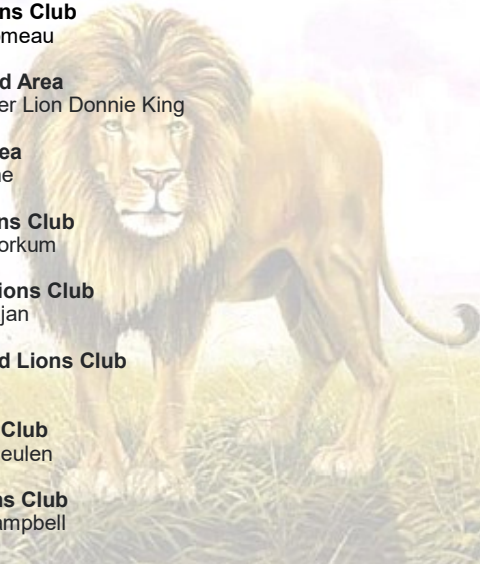 ns Club
meau
d Area
er Lion Donnie King
ea
ne
ns Club
orkum
ions Club
jan
d Lions Club
Club
eulen
ns Club
ampbell